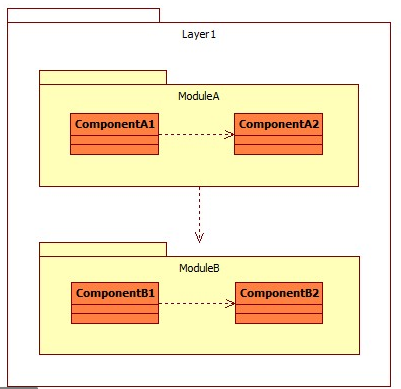 Layer1
ModuleA
ComponentA1
ComponentA2
ModuleB
ComponentB1
ComponentB2